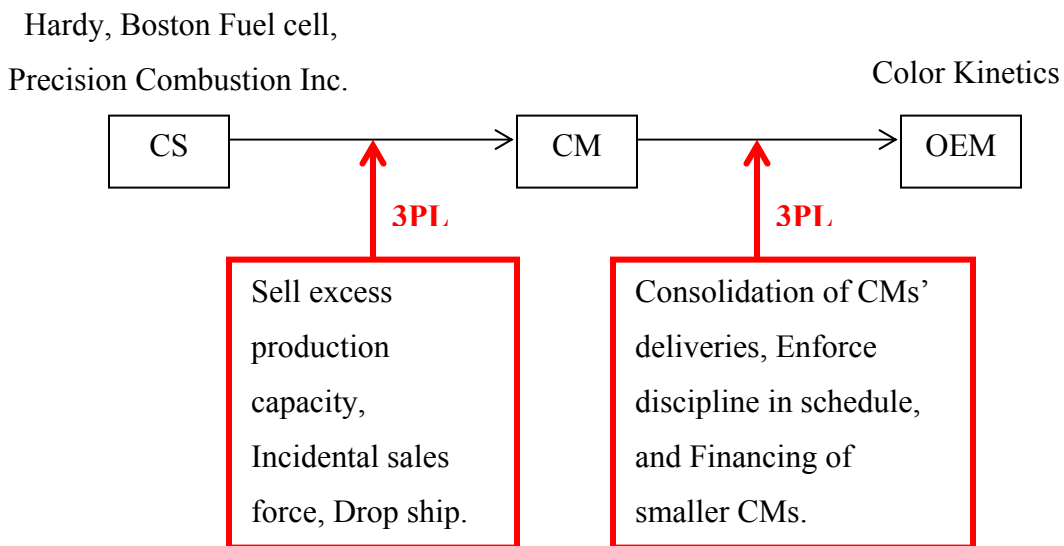 Hardy, Boston Fuel cell,
Precision Combustion Inc.
Color Kinetics
CS
CM
OEM
3PL
3PL
Sell excess
production
capacity,
Incidental sales
force, Drop ship.
Consolidation of CMs’
deliveries, Enforce
discipline in schedule,
and Financing of
smaller CMs.